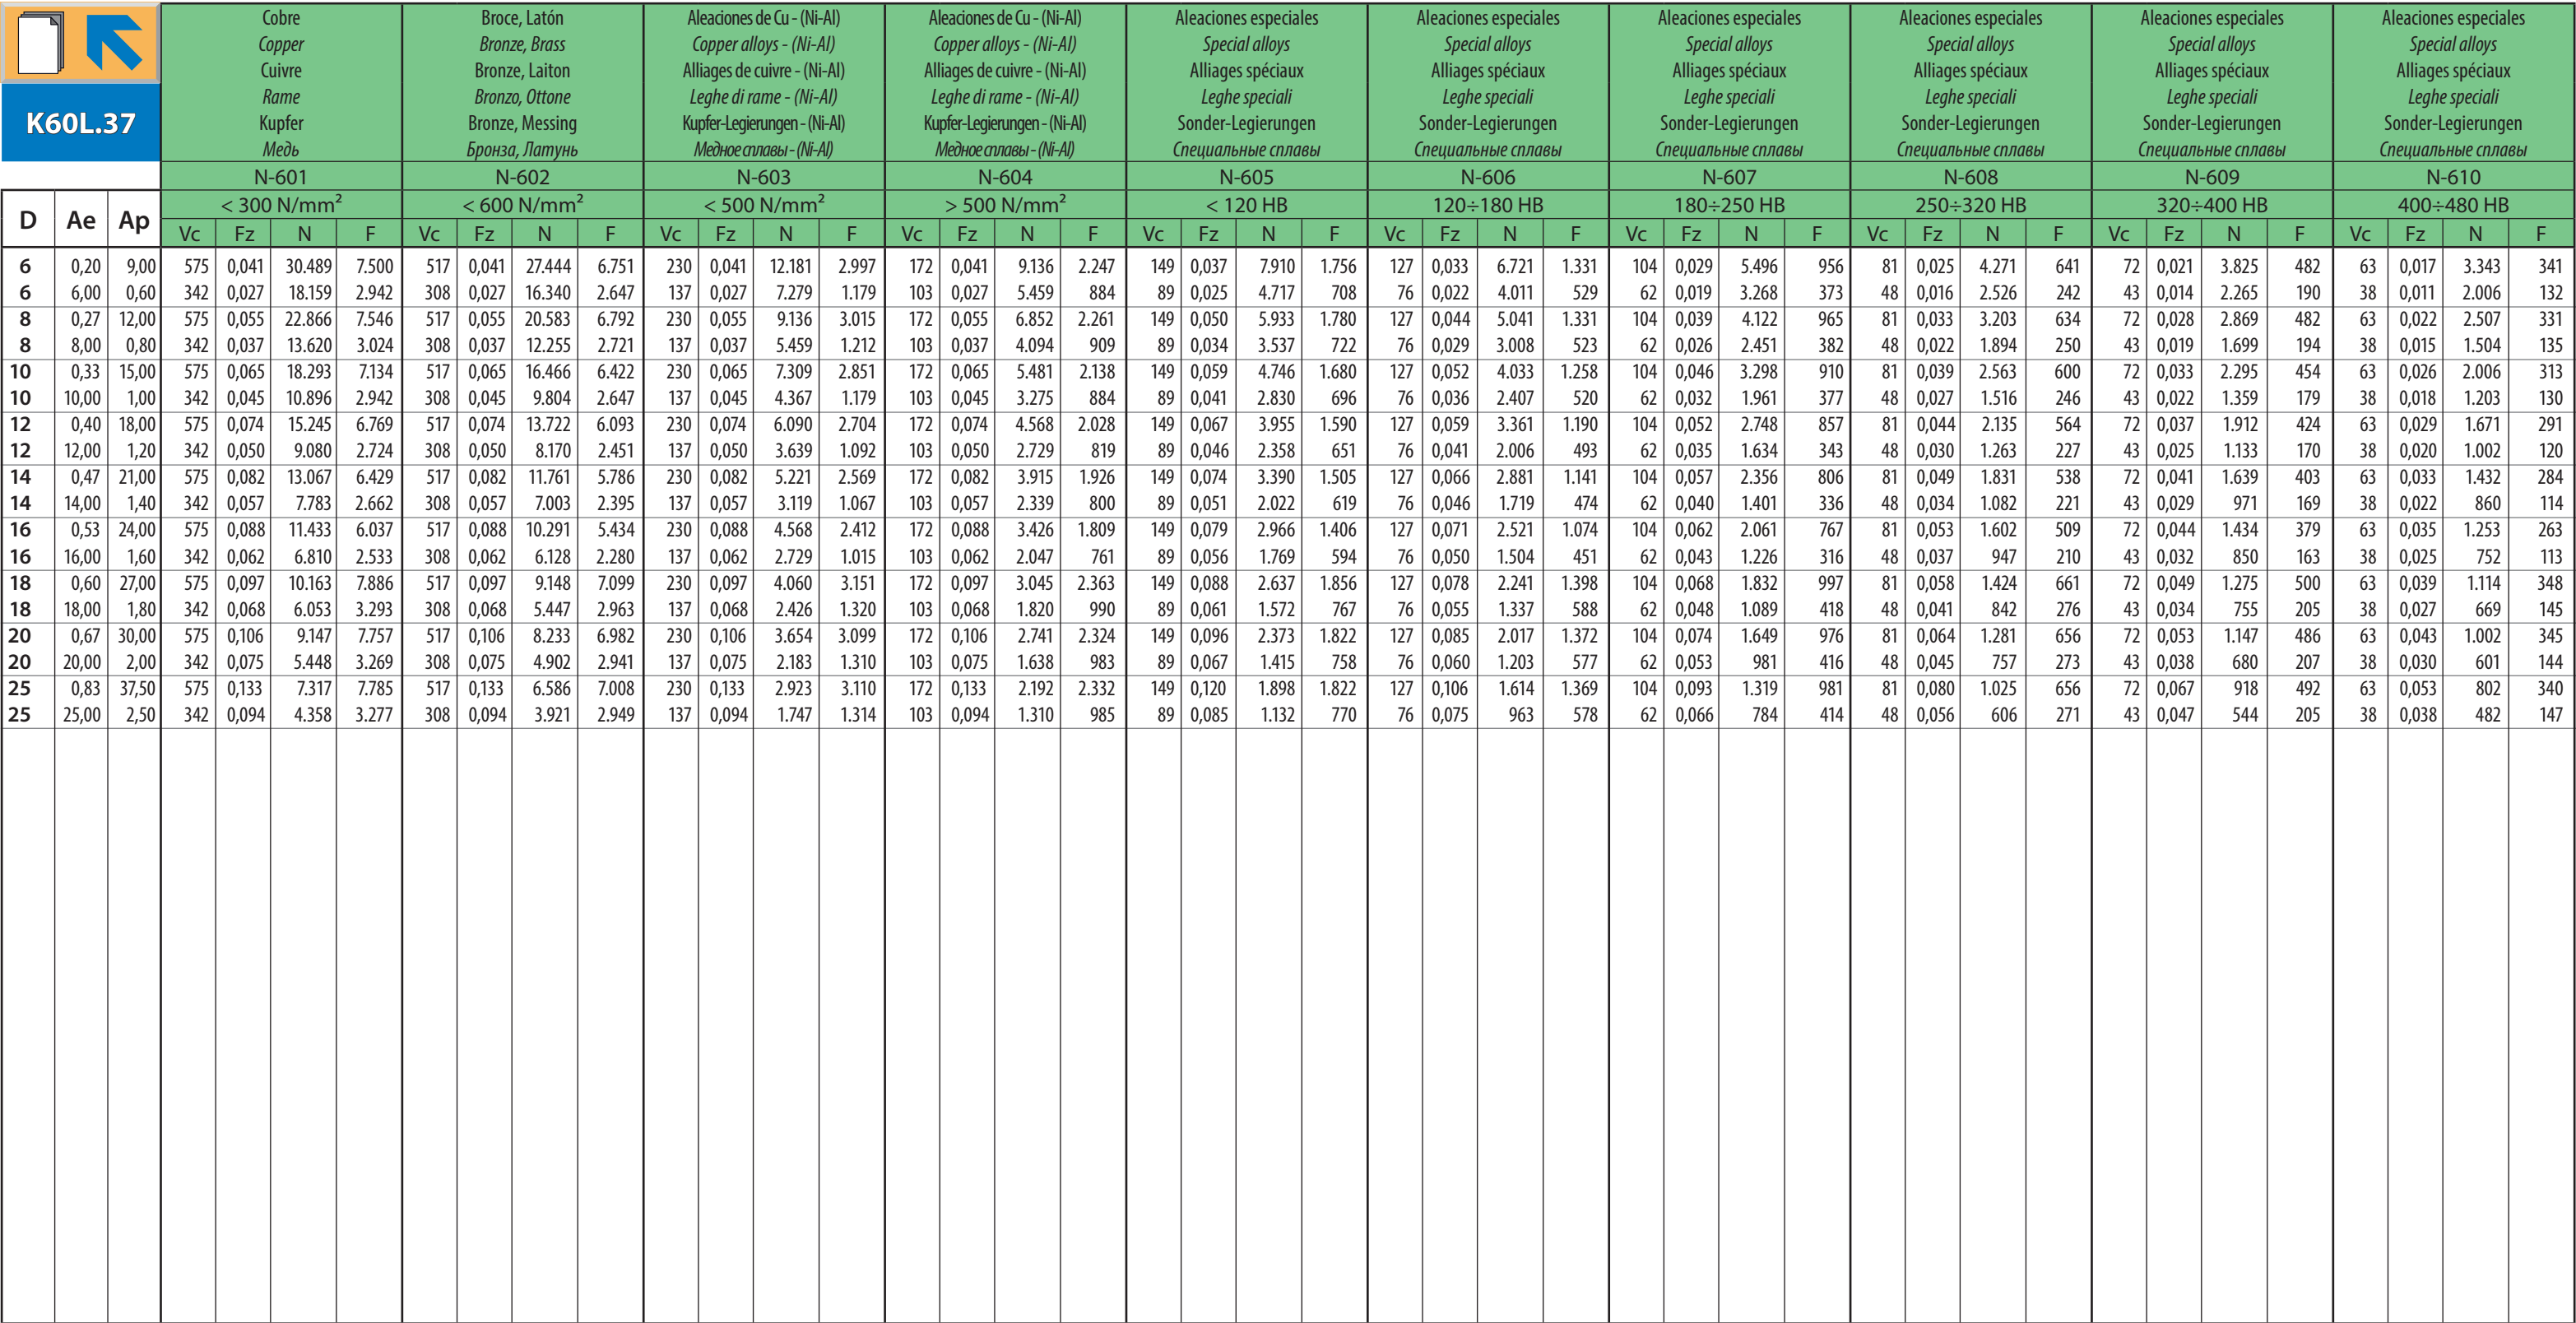 Cobre Broce, Latón Aleaciones de Cu - (Ni-Al) Aleaciones de Cu - (Ni-Al) Aleaciones especiales Aleaciones especiales Aleaciones especiales Aleaciones especiales Aleaciones especiales Aleaciones especiales
Copper Bronze, Brass Copper alloys - (Ni-Al) Copper alloys - (Ni-Al) Special alloys Special alloys Special alloys Special alloys Special alloys Special alloys
Cuivre Bronze, Laiton Alliages de cuivre - (Ni-Al) Alliages de cuivre - (Ni-Al) Alliages spéciaux Alliages spéciaux Alliages spéciaux Alliages spéciaux Alliages spéciaux Alliages spéciaux
Rame Bronzo, Ottone Leghe di rame - (Ni-Al) Leghe di rame - (Ni-Al) Leghe speciali Leghe speciali Leghe speciali Leghe speciali Leghe speciali Leghe speciali
K60L.37 Kupfer Bronze, Messing Kupfer-Legierungen - (Ni-Al) Kupfer-Legierungen - (Ni-Al) Sonder-Legierungen Sonder-Legierungen Sonder-Legierungen Sonder-Legierungen Sonder-Legierungen Sonder-Legierungen
Медь Бронза, Латунь Медное сплавы - (Ni-Al) Медное сплавы - (Ni-Al) Специальные сплавы Специальные сплавы Специальные сплавы Специальные сплавы Специальные сплавы Специальные сплавы
N-601 N-602 N-603 N-604 N-605 N-606 N-607 N-608 N-609 N-610
< 300 N/mm² < 600 N/mm² < 500 N/mm² > 500 N/mm² < 120 HB 120÷180 HB 180÷250 HB 250÷320 HB 320÷400 HB 400÷480 HB
D Ae Ap Vc Fz N F Vc Fz N F Vc Fz N F Vc Fz N F Vc Fz N F Vc Fz N F Vc Fz N F Vc Fz N F Vc Fz N F Vc Fz N F
6 0,20 9,00 575 0,041 30.489 7.500 517 0,041 27.444 6.751 230 0,041 12.181 2.997 172 0,041 9.136 2.247 149 0,037 7.910 1.756 127 0,033 6.721 1.331 104 0,029 5.496 956 81 0,025 4.271 641 72 0,021 3.825 482 63 0,017 3.343 341
6 6,00 0,60 342 0,027 18.159 2.942 308 0,027 16.340 2.647 137 0,027 7.279 1.179 103 0,027 5.459 884 89 0,025 4.717 708 76 0,022 4.011 529 62 0,019 3.268 373 48 0,016 2.526 242 43 0,014 2.265 190 38 0,011 2.006 132
8 0,27 12,00 575 0,055 22.866 7.546 517 0,055 20.583 6.792 230 0,055 9.136 3.015 172 0,055 6.852 2.261 149 0,050 5.933 1.780 127 0,044 5.041 1.331 104 0,039 4.122 965 81 0,033 3.203 634 72 0,028 2.869 482 63 0,022 2.507 331
8 8,00 0,80 342 0,037 13.620 3.024 308 0,037 12.255 2.721 137 0,037 5.459 1.212 103 0,037 4.094 909 89 0,034 3.537 722 76 0,029 3.008 523 62 0,026 2.451 382 48 0,022 1.894 250 43 0,019 1.699 194 38 0,015 1.504 135
10 0,33 15,00 575 0,065 18.293 7.134 517 0,065 16.466 6.422 230 0,065 7.309 2.851 172 0,065 5.481 2.138 149 0,059 4.746 1.680 127 0,052 4.033 1.258 104 0,046 3.298 910 81 0,039 2.563 600 72 0,033 2.295 454 63 0,026 2.006 313
10 10,00 1,00 342 0,045 10.896 2.942 308 0,045 9.804 2.647 137 0,045 4.367 1.179 103 0,045 3.275 884 89 0,041 2.830 696 76 0,036 2.407 520 62 0,032 1.961 377 48 0,027 1.516 246 43 0,022 1.359 179 38 0,018 1.203 130
12 0,40 18,00 575 0,074 15.245 6.769 517 0,074 13.722 6.093 230 0,074 6.090 2.704 172 0,074 4.568 2.028 149 0,067 3.955 1.590 127 0,059 3.361 1.190 104 0,052 2.748 857 81 0,044 2.135 564 72 0,037 1.912 424 63 0,029 1.671 291
12 12,00 1,20 342 0,050 9.080 2.724 308 0,050 8.170 2.451 137 0,050 3.639 1.092 103 0,050 2.729 819 89 0,046 2.358 651 76 0,041 2.006 493 62 0,035 1.634 343 48 0,030 1.263 227 43 0,025 1.133 170 38 0,020 1.002 120
14 0,47 21,00 575 0,082 13.067 6.429 517 0,082 11.761 5.786 230 0,082 5.221 2.569 172 0,082 3.915 1.926 149 0,074 3.390 1.505 127 0,066 2.881 1.141 104 0,057 2.356 806 81 0,049 1.831 538 72 0,041 1.639 403 63 0,033 1.432 284
14 14,00 1,40 342 0,057 7.783 2.662 308 0,057 7.003 2.395 137 0,057 3.119 1.067 103 0,057 2.339 800 89 0,051 2.022 619 76 0,046 1.719 474 62 0,040 1.401 336 48 0,034 1.082 221 43 0,029 971 169 38 0,022 860 114
16 0,53 24,00 575 0,088 11.433 6.037 517 0,088 10.291 5.434 230 0,088 4.568 2.412 172 0,088 3.426 1.809 149 0,079 2.966 1.406 127 0,071 2.521 1.074 104 0,062 2.061 767 81 0,053 1.602 509 72 0,044 1.434 379 63 0,035 1.253 263
16 16,00 1,60 342 0,062 6.810 2.533 308 0,062 6.128 2.280 137 0,062 2.729 1.015 103 0,062 2.047 761 89 0,056 1.769 594 76 0,050 1.504 451 62 0,043 1.226 316 48 0,037 947 210 43 0,032 850 163 38 0,025 752 113
18 0,60 27,00 575 0,097 10.163 7.886 517 0,097 9.148 7.099 230 0,097 4.060 3.151 172 0,097 3.045 2.363 149 0,088 2.637 1.856 127 0,078 2.241 1.398 104 0,068 1.832 997 81 0,058 1.424 661 72 0,049 1.275 500 63 0,039 1.114 348
18 18,00 1,80 342 0,068 6.053 3.293 308 0,068 5.447 2.963 137 0,068 2.426 1.320 103 0,068 1.820 990 89 0,061 1.572 767 76 0,055 1.337 588 62 0,048 1.089 418 48 0,041 842 276 43 0,034 755 205 38 0,027 669 145
20 0,67 30,00 575 0,106 9.147 7.757 517 0,106 8.233 6.982 230 0,106 3.654 3.099 172 0,106 2.741 2.324 149 0,096 2.373 1.822 127 0,085 2.017 1.372 104 0,074 1.649 976 81 0,064 1.281 656 72 0,053 1.147 486 63 0,043 1.002 345
20 20,00 2,00 342 0,075 5.448 3.269 308 0,075 4.902 2.941 137 0,075 2.183 1.310 103 0,075 1.638 983 89 0,067 1.415 758 76 0,060 1.203 577 62 0,053 981 416 48 0,045 757 273 43 0,038 680 207 38 0,030 601 144
25 0,83 37,50 575 0,133 7.317 7.785 517 0,133 6.586 7.008 230 0,133 2.923 3.110 172 0,133 2.192 2.332 149 0,120 1.898 1.822 127 0,106 1.614 1.369 104 0,093 1.319 981 81 0,080 1.025 656 72 0,067 918 492 63 0,053 802 340
25 25,00 2,50 342 0,094 4.358 3.277 308 0,094 3.921 2.949 137 0,094 1.747 1.314 103 0,094 1.310 985 89 0,085 1.132 770 76 0,075 963 578 62 0,066 784 414 48 0,056 606 271 43 0,047 544 205 38 0,038 482 147